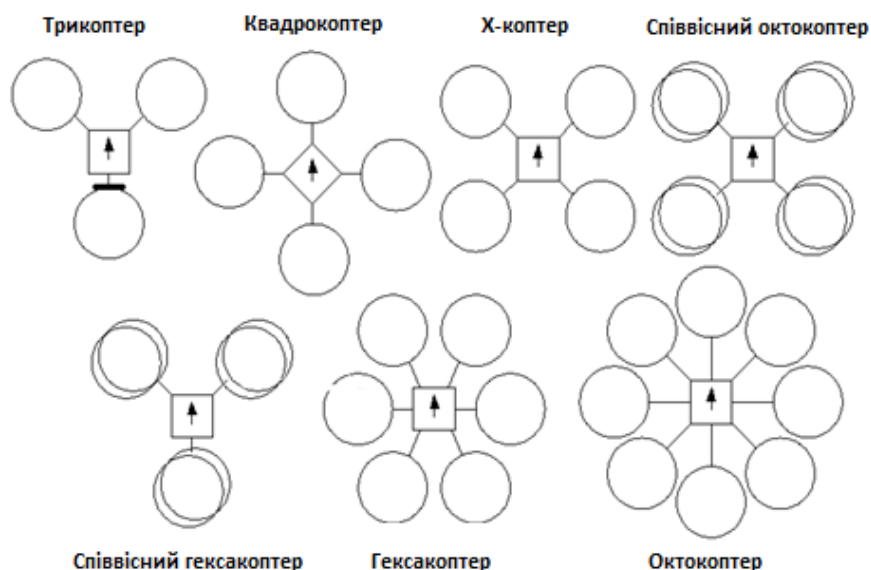 Трикоптер
Квадрокоптер
X-коптер
Співвісний октокоптер
Співвісний гексакоптер
Гексакоптер
Октокоптер